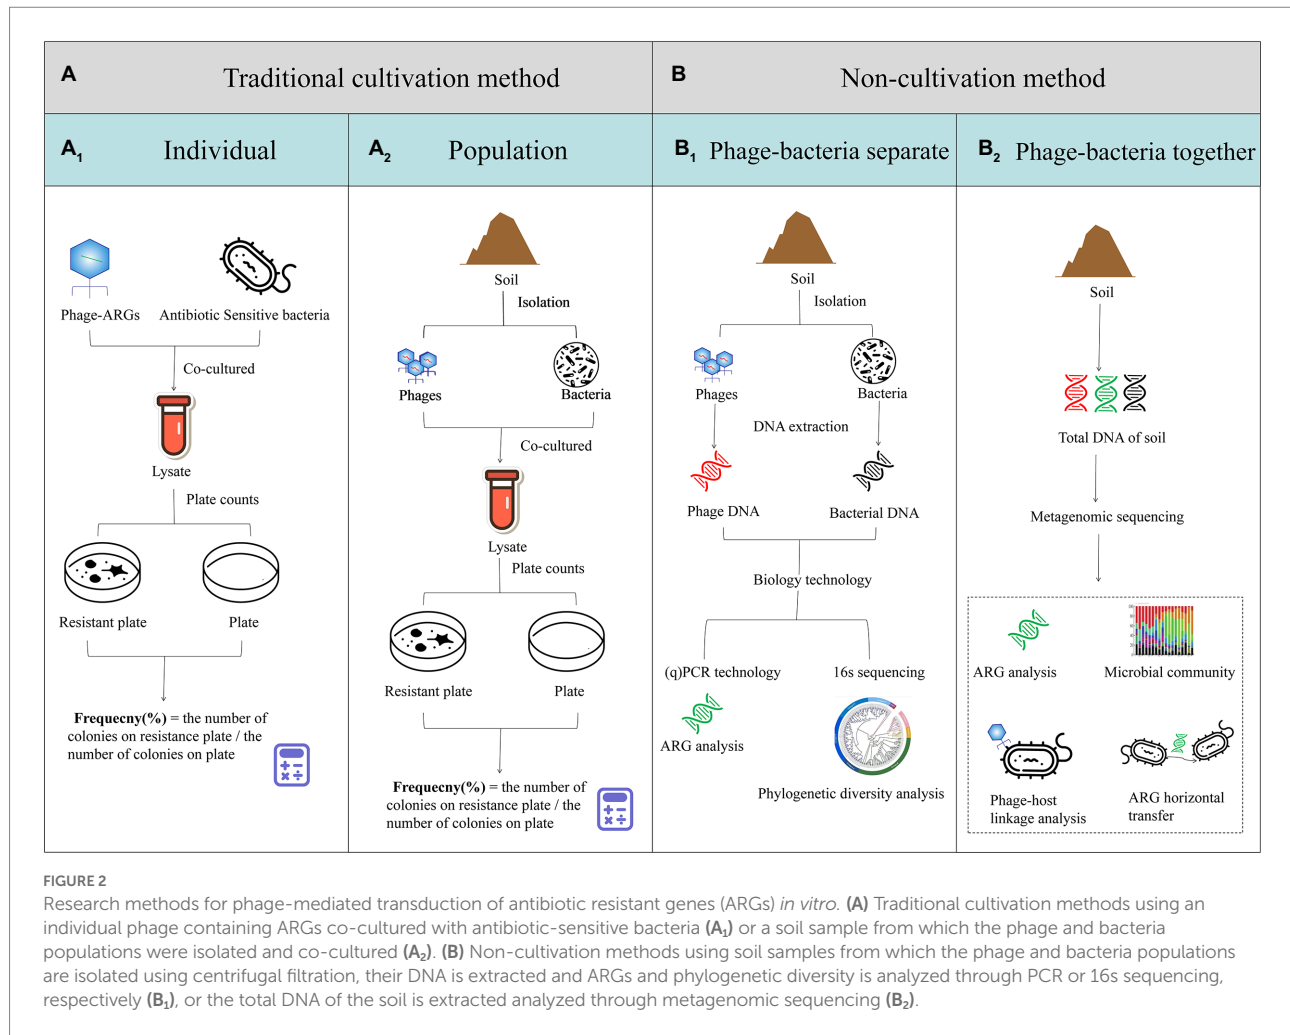 A Traditional cultivation method
B Non-cultivation method
A1 Individual
A2 Population
B1 Phage-bacteria separate
B2 Phage-bacteria together
Phage-ARGs
Antibiotic Sensitive bacteria
Co-cultured
Lysate
Plate counts
Resistant plate
Plate
Frequecny(%) = the number of
colonies on resistance plate / the
number of colonies on plate
Soil
Isolation
Phages
Bacteria
Co-cultured
Lysate
Plate counts
Resistant plate
Plate
Frequecny(%) = the number of
colonies on resistance plate / the
number of colonies on plate
Soil
Isolation
Phages
Bacteria
DNA extraction
Phage DNA
Bacterial DNA
Biology technology
(q)PCR technology
16s sequencing
ARG analysis
Phylogenetic diversity analysis
Soil
Total DNA of soil
Metagenomic sequencing
ARG analysis
Microbial community
Phage-host
linkage analysis
ARG horizontal
transfer
FIGURE 2
Research methods for phage-mediated transduction of antibiotic resistant genes (ARGs) in vitro. (A) Traditional cultivation methods using an
individual phage containing ARGs co-cultured with antibiotic-sensitive bacteria (A1) or a soil sample from which the phage and bacteria
populations were isolated and co-cultured (A2). (B) Non-cultivation methods using soil samples from which the phage and bacteria populations
are isolated using centrifugal filtration, their DNA is extracted and ARGs and phylogenetic diversity is analyzed through PCR or 16s sequencing,
respectively (B1), or the total DNA of the soil is extracted analyzed through metagenomic sequencing (B2).